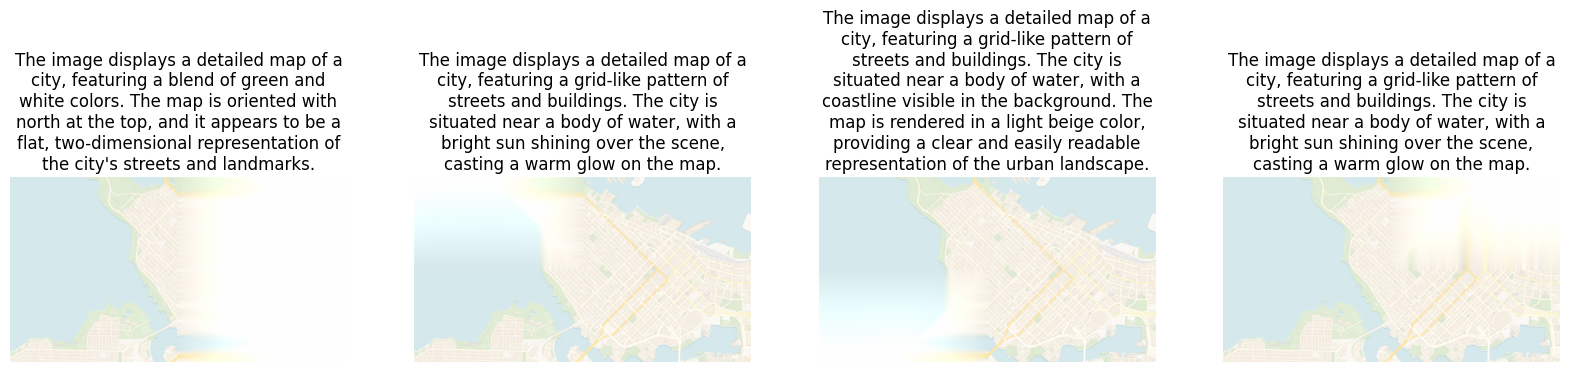 The image displays a detailed map of a
city, featuring a blend of green and
white colors. The map is oriented with
north at the top, and it appears to be a
flat, two-dimensional representation of
the city's streets and landmarks.
The image displays a detailed map of a
city, featuring a grid-like pattern of
streets and buildings. The city is
situated near a body of water, with a
bright sun shining over the scene,
casting a warm glow on the map.
The image displays a detailed map of a
city, featuring a grid-like pattern of
streets and buildings. The city is
situated near a body of water, with a
coastline visible in the background. The
map is rendered in a light beige color,
providing a clear and easily readable
representation of the urban landscape.
The image displays a detailed map of a
city, featuring a grid-like pattern of
streets and buildings. The city is
situated near a body of water, with a
bright sun shining over the scene,
casting a warm glow on the map.